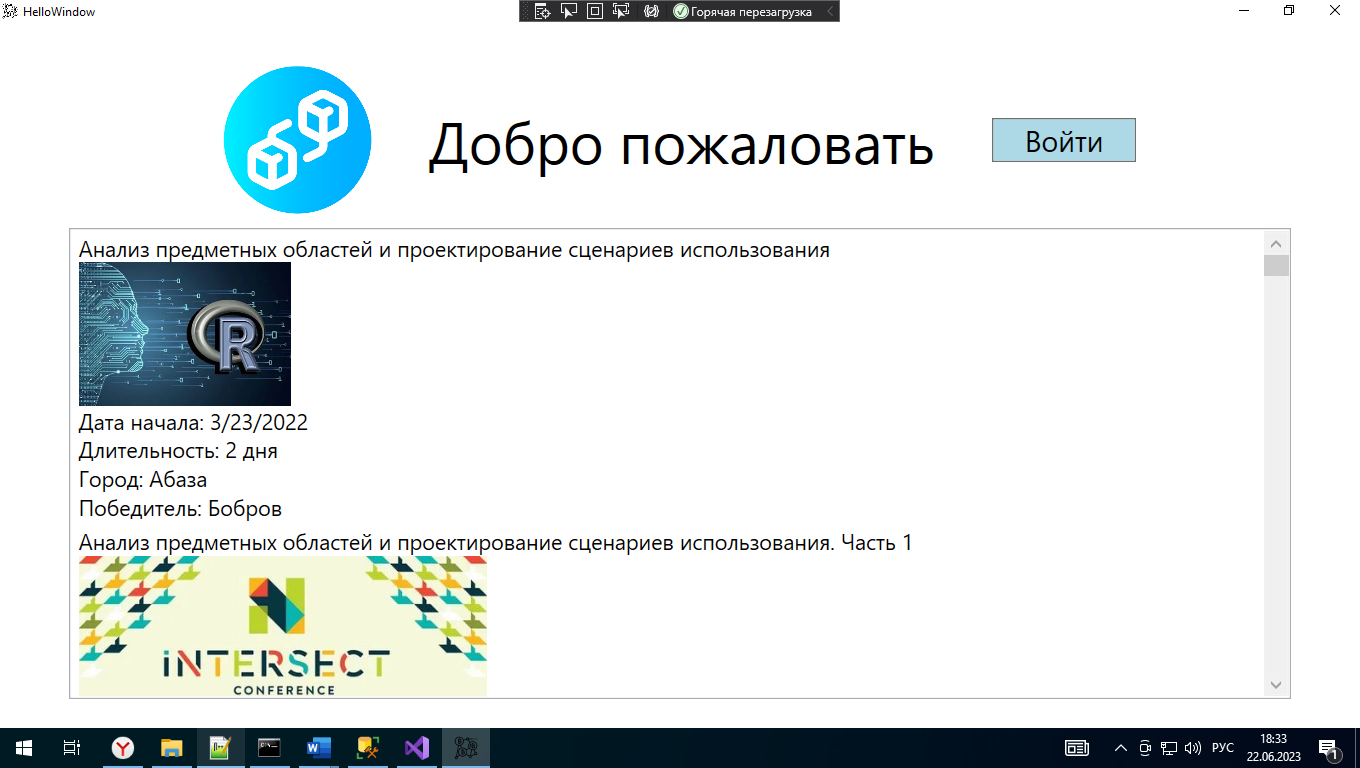 HelloWindow
Горячая перезагрузка
Добро пожаловать
Войти
Анализ предметных областей и проектирование сценариев использования
R
Дата начала: 3/23/2022
Длительность: 2 дня
Город: Абаза
Победитель: Бобров
Анализ предметных областей и проектирование сценариев использования. Часть 1
iNTERSECT
CONFERENCE
РУС
18:33
22.06.2023
1